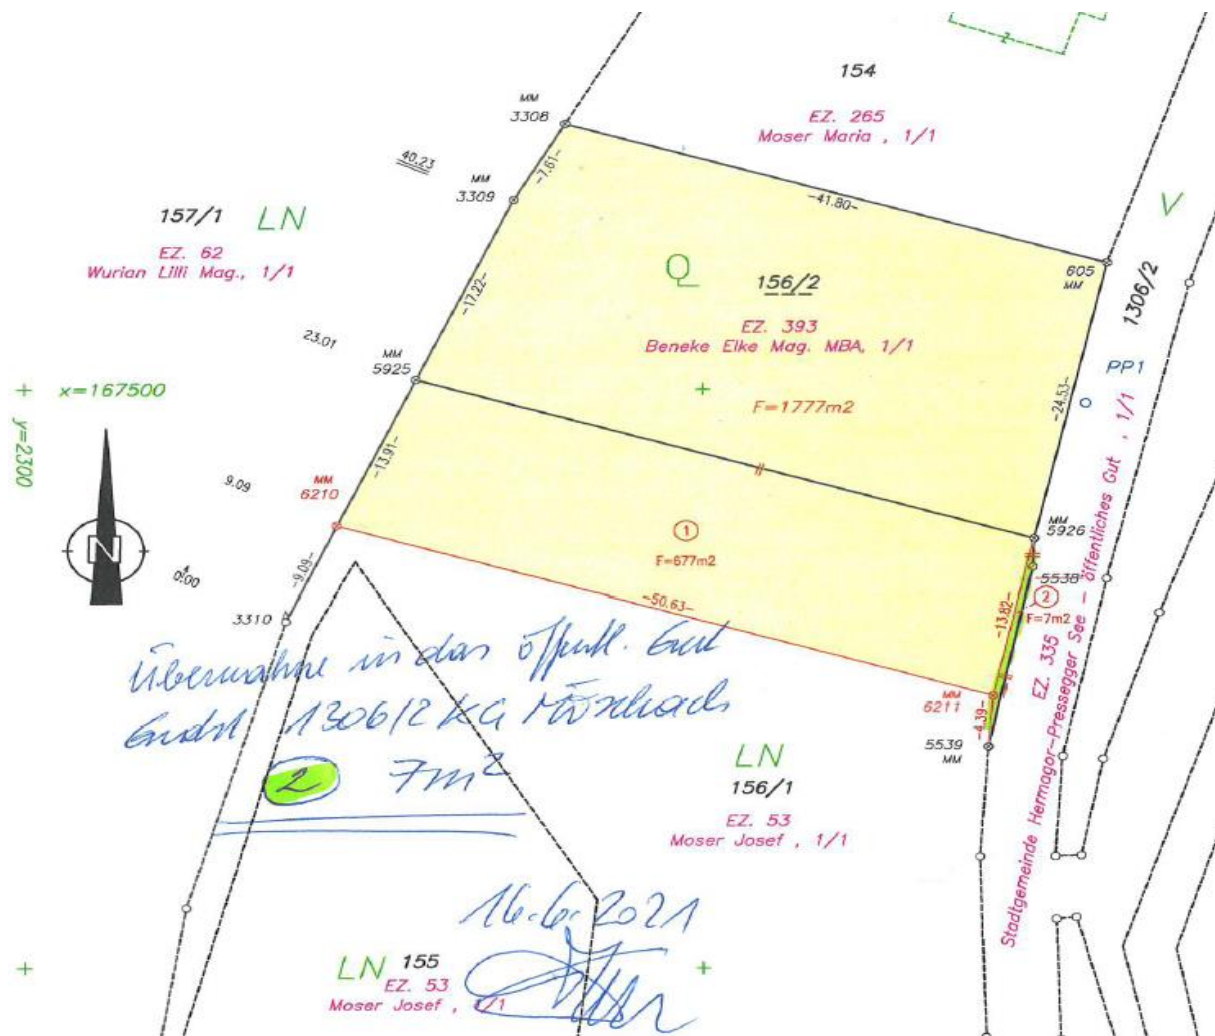 2
154
MM
3308
EZ. 265
Moser Maria , 1/1
-7.61-
40.23
MM
3309
-41.80-
V
157/1 LN
EZ. 62
Wurian Lilli Mag., 1/1
Q
156/2
605
MM
1306/2
-17.22-
EZ. 393
Beneke Elke Mag. MBA, 1/1
23.01
MM
5925
x=167500
y=2300
F=1777m2
-24.53-
PP1
-13.91-
9.09
MM
6210
MM
5926
1
F=677m2
N
0.00
-9.09-
-50.63-
5538
2
F=7m2
-13.82-
3310
MM
6211
-4.39-
5539
MM
Stadtgemeinde Hermagor-Pressegger See - öffentliches Gut , 1/1
EZ. 335
Übernahme in das öffentl. Gut
1306/2 KG Möschach
2 7m2
LN
156/1
EZ. 53
Moser Josef , 1/1
16.6.2021
LN 155
EZ. 53
Moser Josef , 1/1